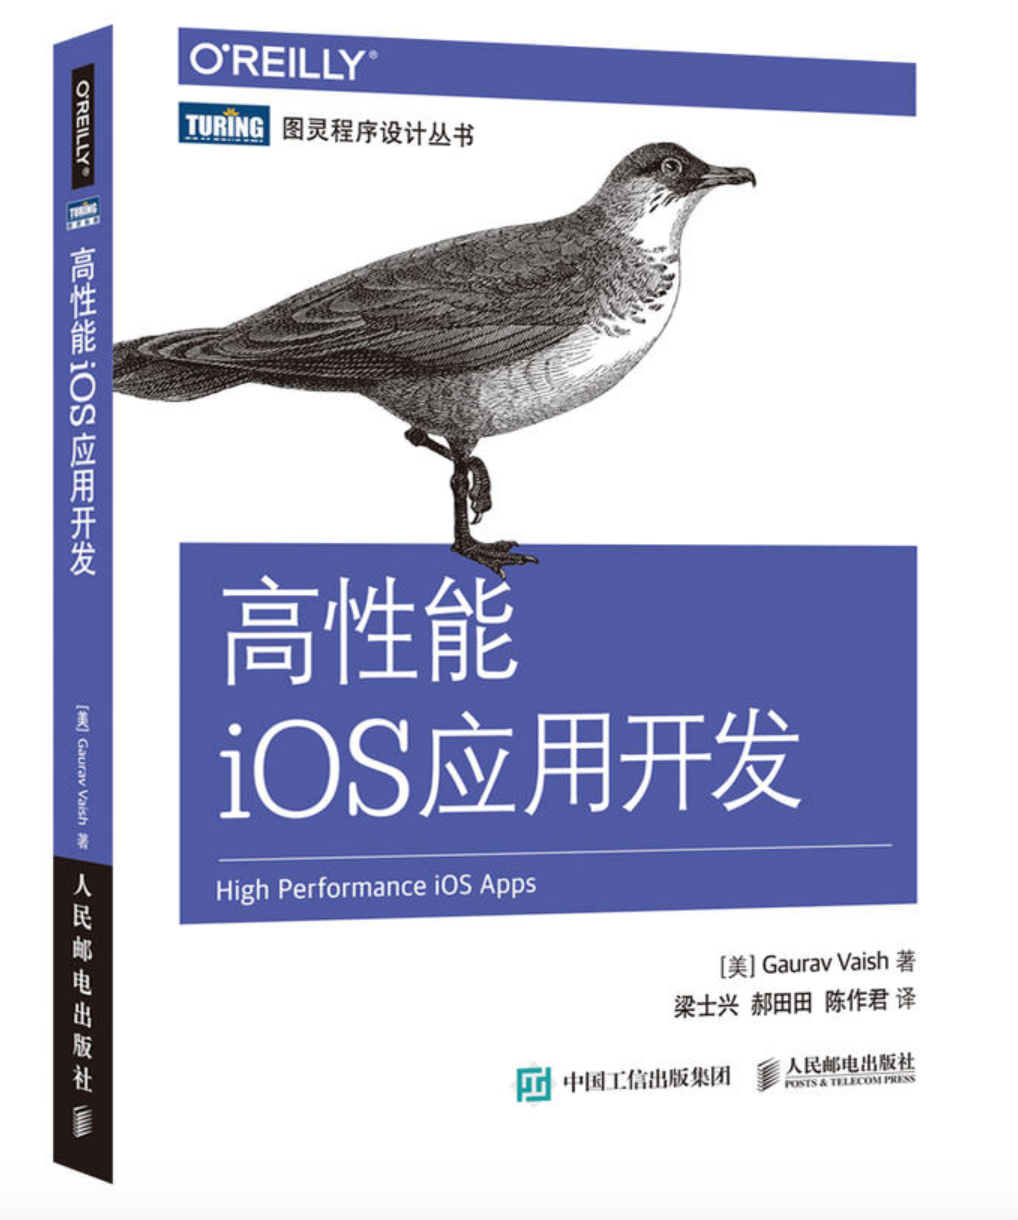 O'REILLY®
TURING 图灵程序设计丛书
高性能
iOS应用开发
High Performance iOS Apps
[美] Gaurav Vaish 著
梁士兴 郝田田 陈作君 译
中国工信出版集团
人民邮电出版社
POSTS & TELECOM PRESS
O'REILLY®
TURING
高性能iOS应用开发
[美] Gaurav Vaish 著
人民邮电出版社